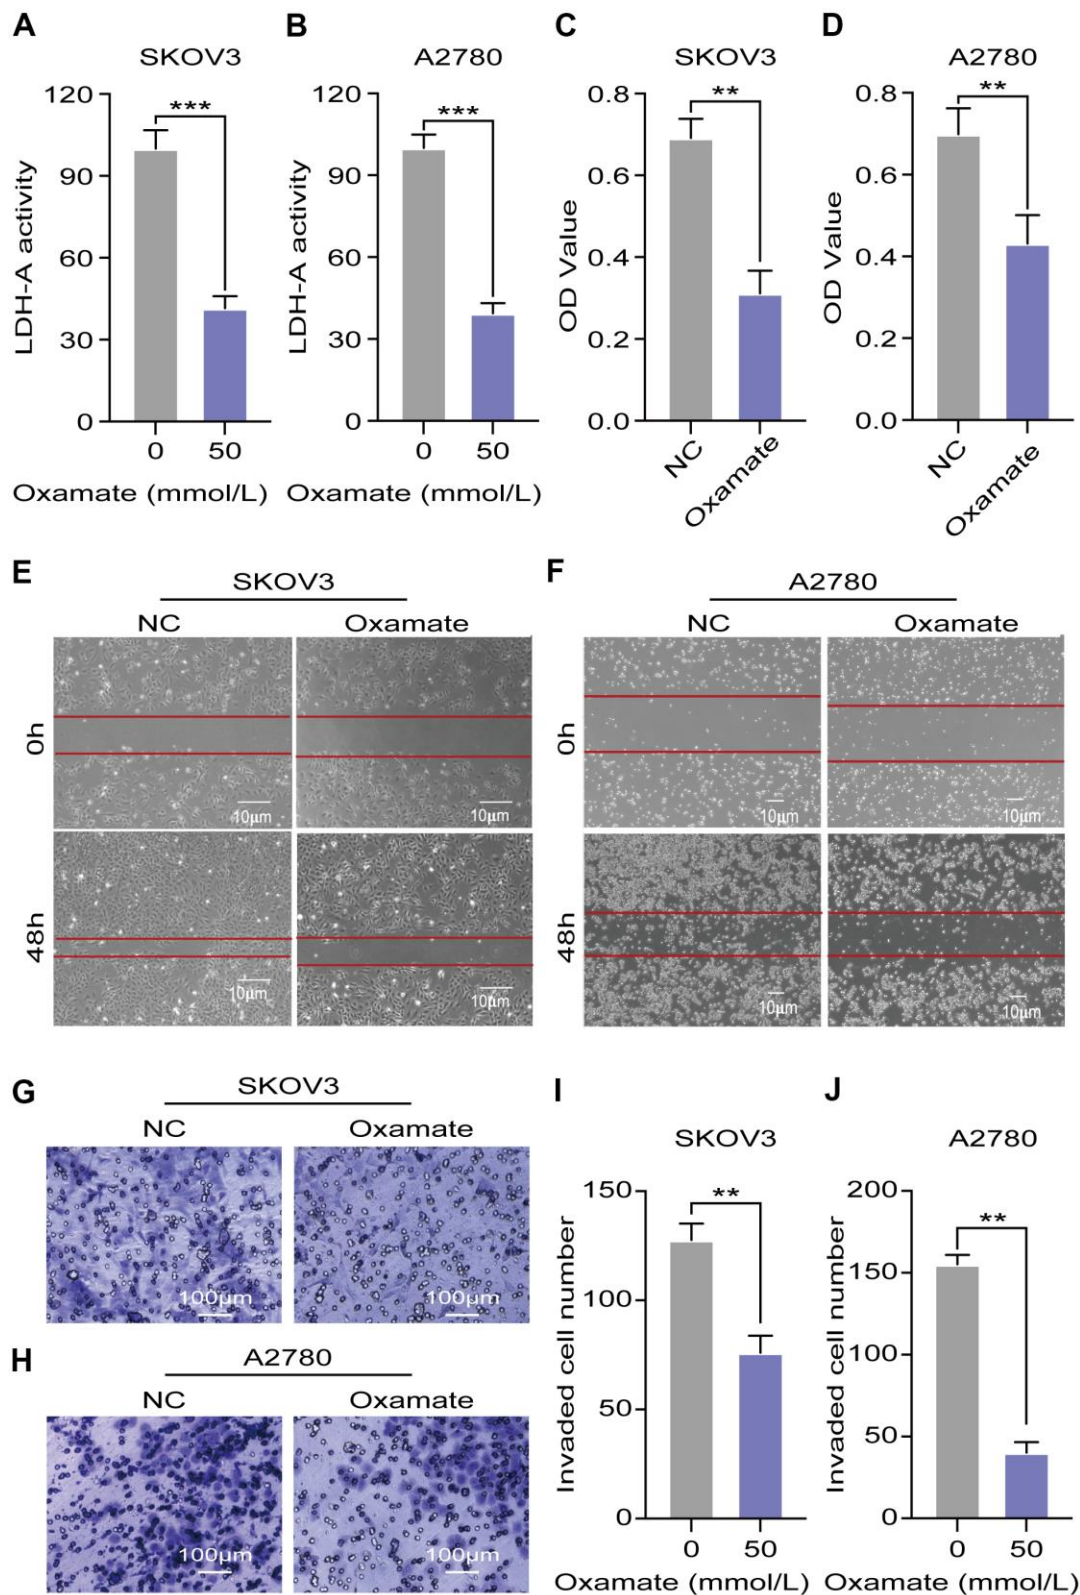 A
SKOV3
120
90
60
30
0
LDH-A activity
***
0 50
Oxamate (mmol/L)
B
A2780
120
90
60
30
0
LDH-A activity
***
0 50
Oxamate (mmol/L)
C
SKOV3
0.8
0.6
0.4
0.2
0.0
OD Value
**
NC
Oxamate
D
A2780
0.8
0.6
0.4
0.2
0.0
OD Value
**
NC
Oxamate
E
SKOV3
NC Oxamate
0h
10μm 10μm
48h
10μm 10μm
F
A2780
NC Oxamate
0h
10μm 10μm
48h
10μm 10μm
G
SKOV3
NC Oxamate
100μm 100μm
H
A2780
NC Oxamate
100μm 100μm
I
SKOV3
150
100
50
0
Invaded cell number
**
0 50
Oxamate (mmol/L)
J
A2780
200
150
100
50
0
Invaded cell number
**
0 50
Oxamate (mmol/L)